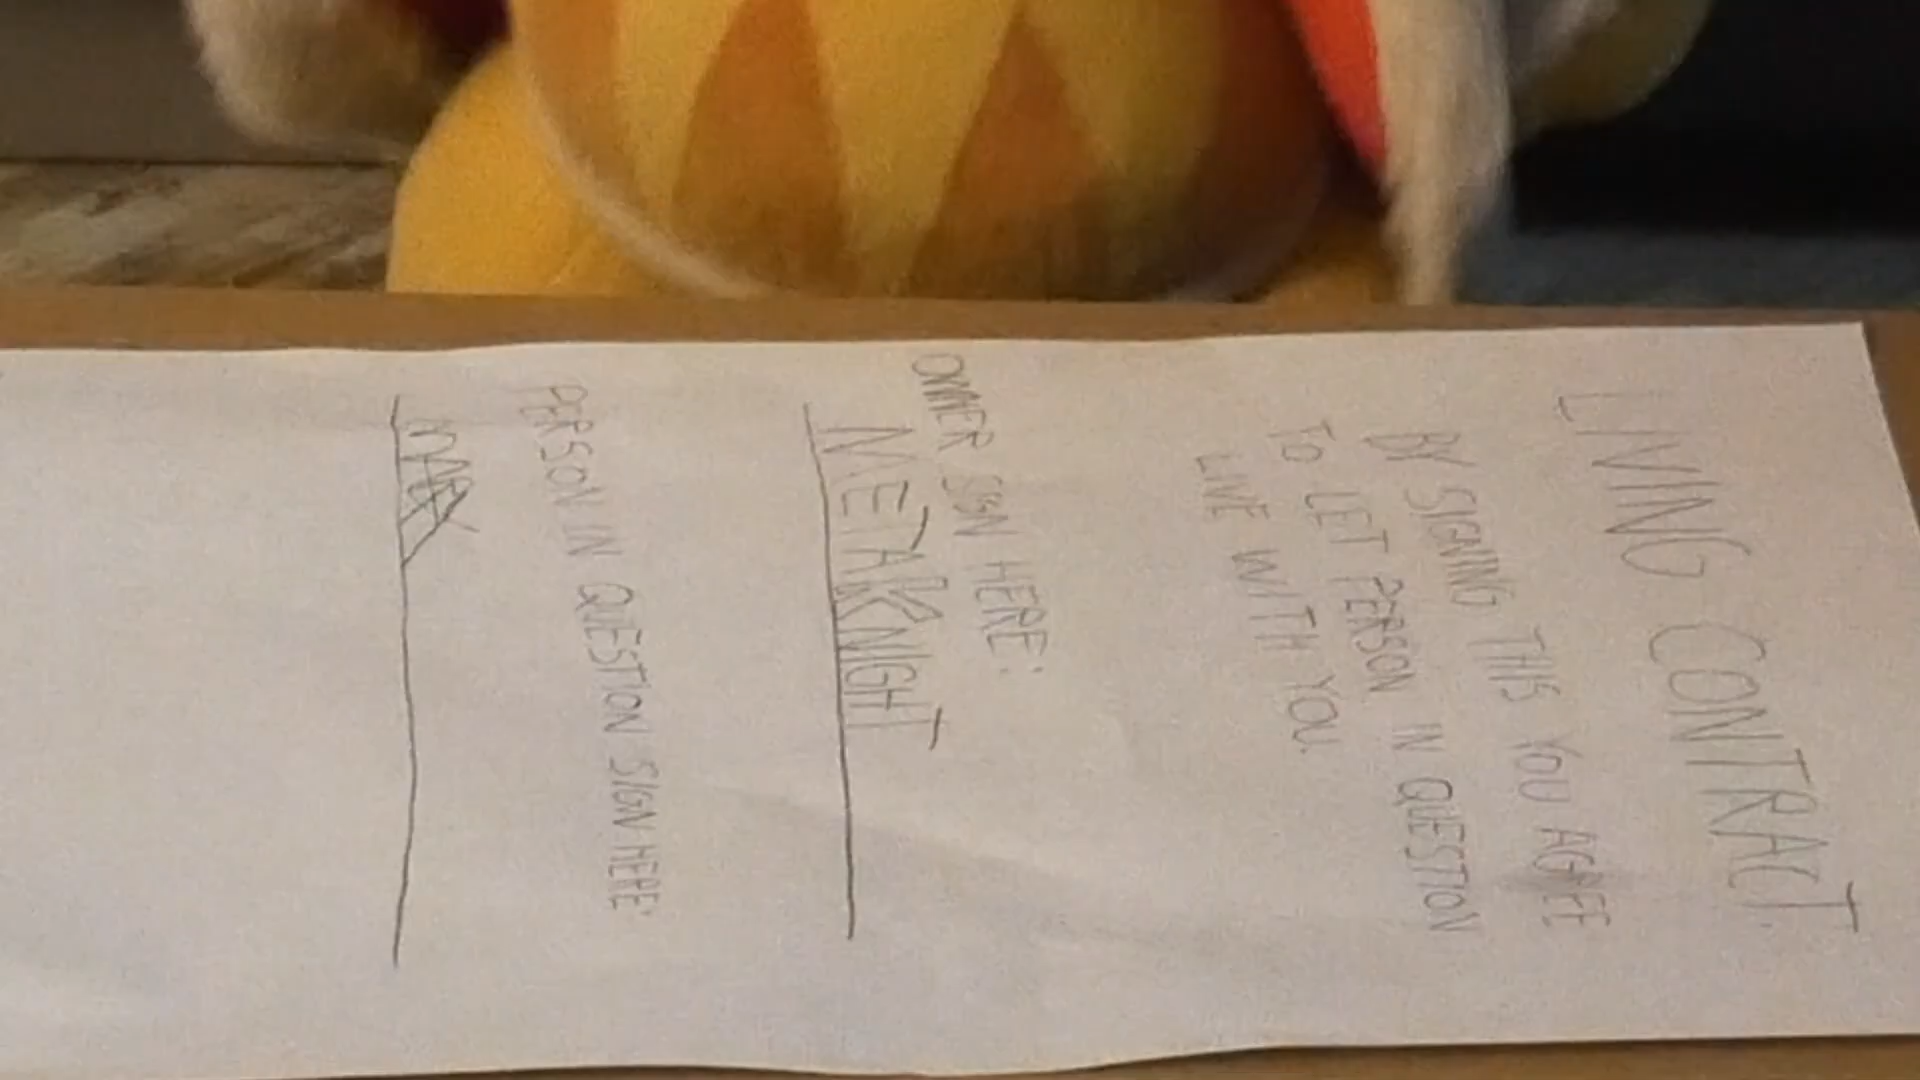 LIVING CONTRACT.
BY SIGNING THIS YOU AGREE
TO LET PERSON IN QUESTION
LIVE WITH YOU.
OWNER SIGN HERE:
METAKNIGHT
PERSON IN QUESTION SIGN HERE: